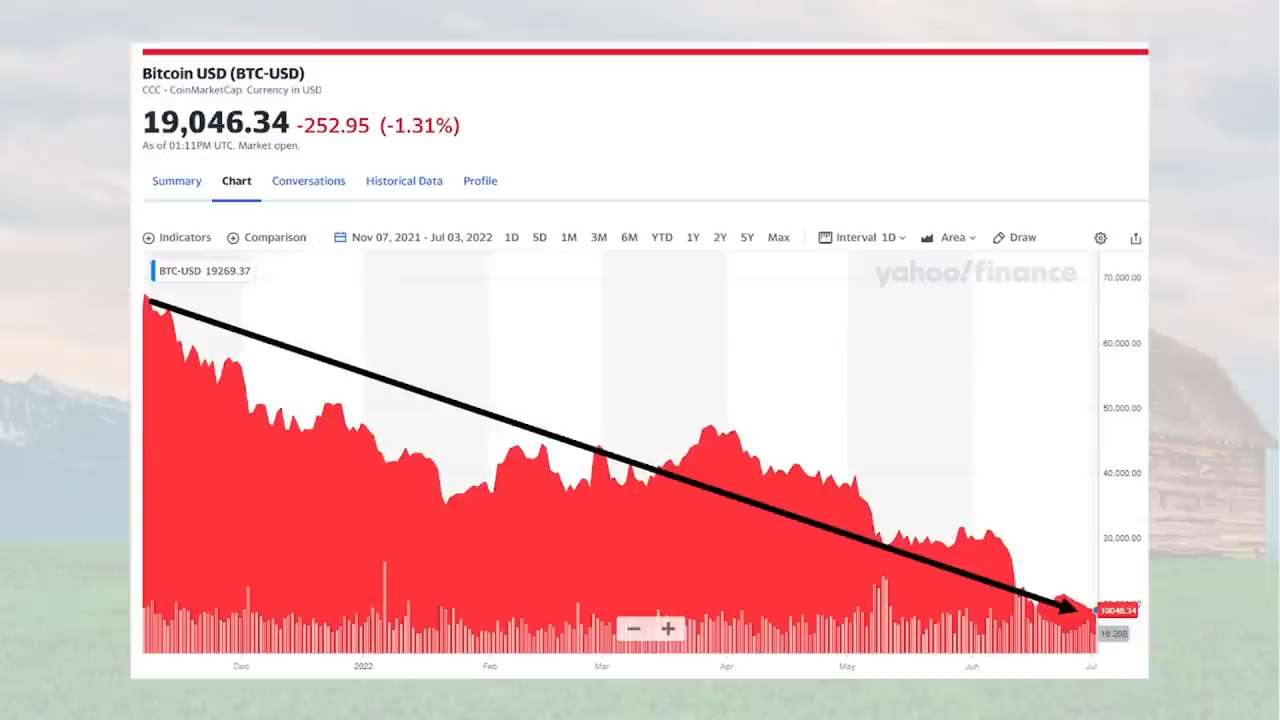 Bitcoin USD (BTC-USD)
CCC - CoinMarketCap. Currency in USD
19,046.34 -252.95 (-1.31%)
As of 01:11PM UTC. Market open.
Summary Chart Conversations Historical Data Profile
Indicators Comparison Nov 07, 2021 - Jul 03, 2022 1D 5D 1M 3M 6M YTD 1Y 2Y 5Y Max Interval 1D Area Draw
BTC-USD 19269.37
yahoo!finance
70,000.00
60,000.00
50,000.00
40,000.00
30,000.00
19046.34
18.26B
Dec 2022 Feb Mar Apr May Jun Jul